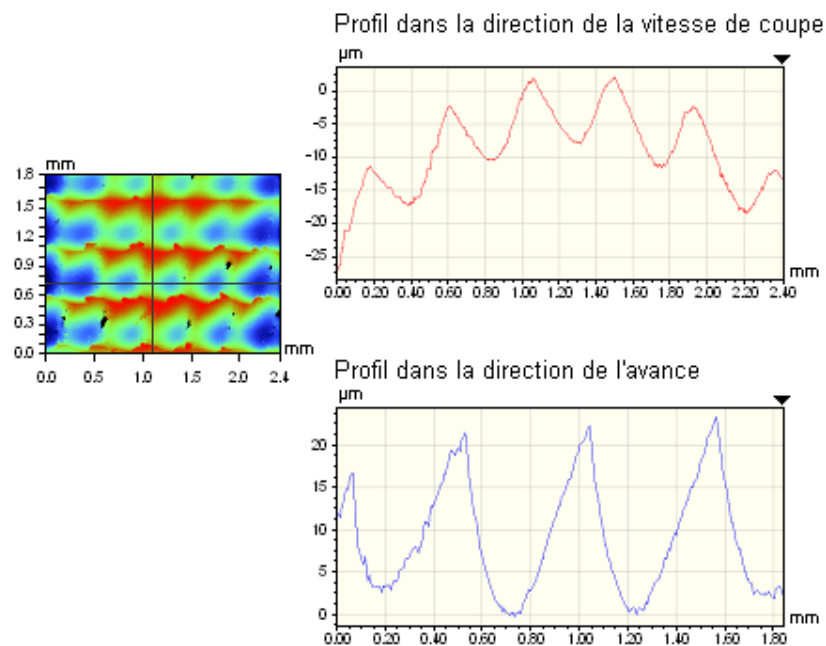 Profil dans la direction de la vitesse de coupe
µm
0
-5
-10
-15
-20
-25
mm
0.00 0.20 0.40 0.60 0.80 1.00 1.20 1.40 1.60 1.80 2.00 2.20 2.40
mm
1.8
1.5
1.2
0.9
0.6
0.3
0.0
mm
0.0 0.5 1.0 1.5 2.0 2.4
Profil dans la direction de l'avance
µm
20
15
10
5
0
mm
0.00 0.20 0.40 0.60 0.80 1.00 1.20 1.40 1.60 1.80